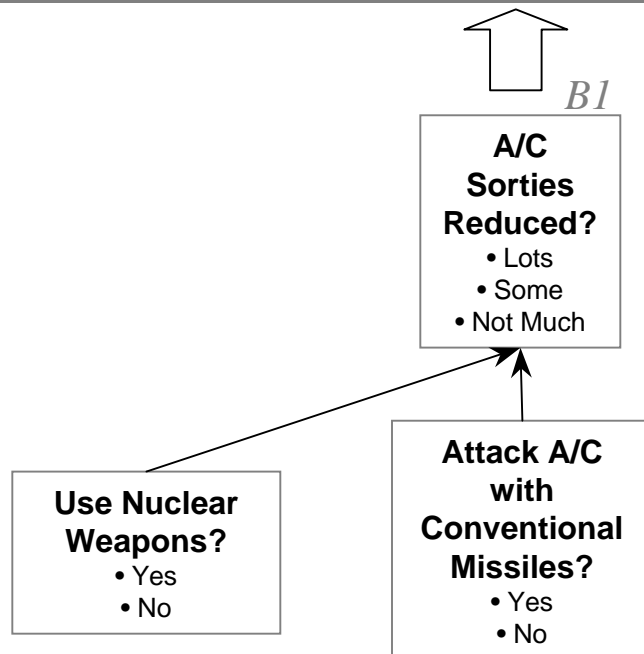 B1
A/C
Sorties
Reduced?
• Lots
• Some
• Not Much
Use Nuclear
Weapons?
• Yes
• No
Attack A/C
with
Conventional
Missiles?
• Yes
• No